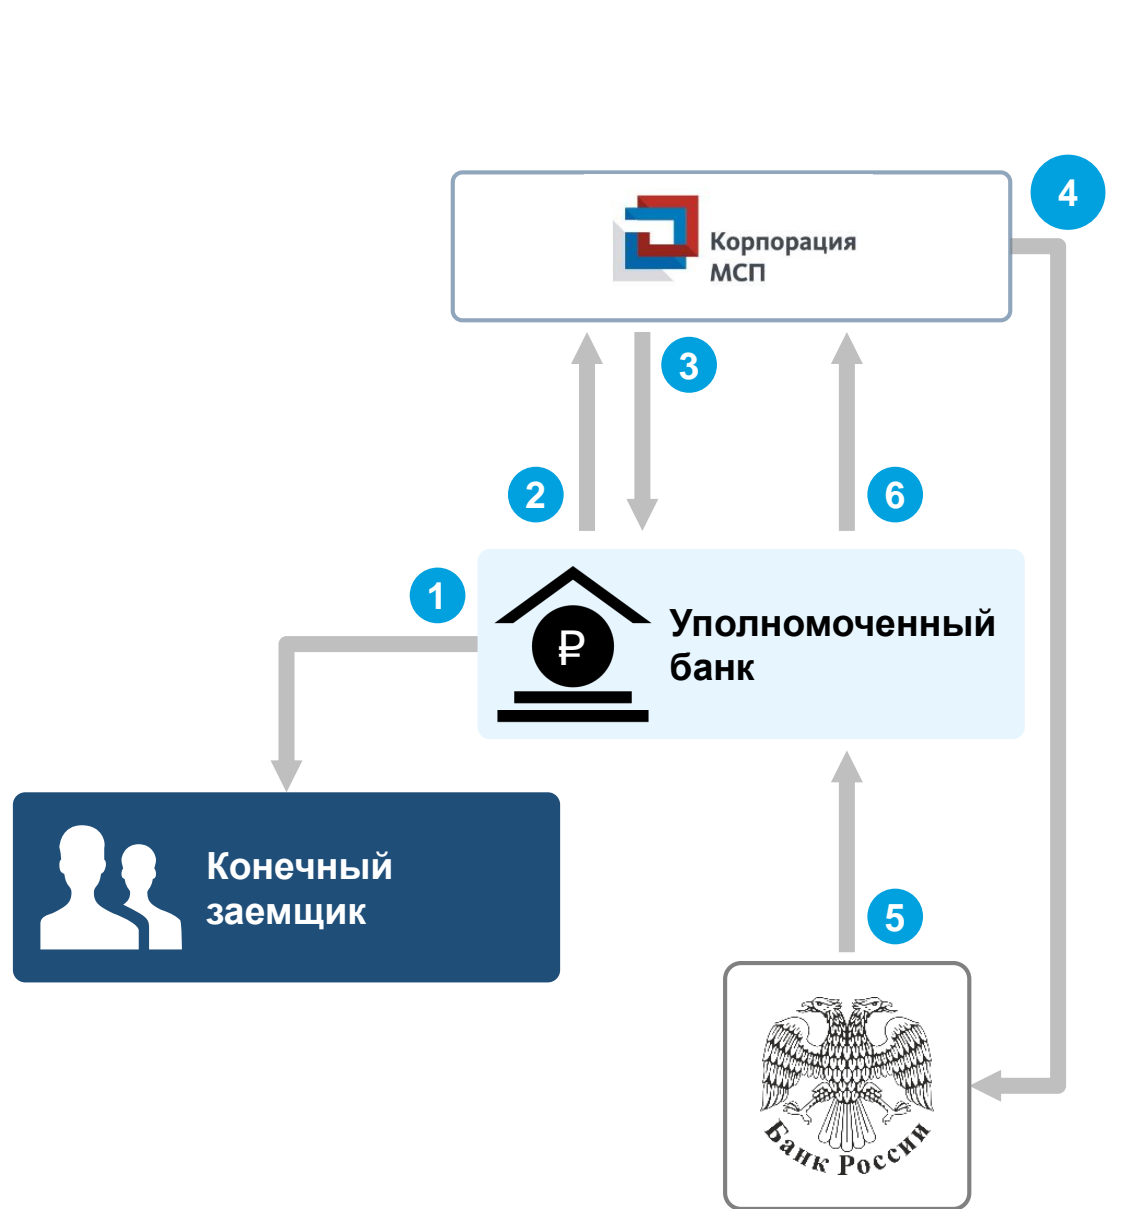 4
Корпорация
МСП
3
2
6
1
Уполномоченный
банк
₽
Конечный
заемщик
5
Банк России